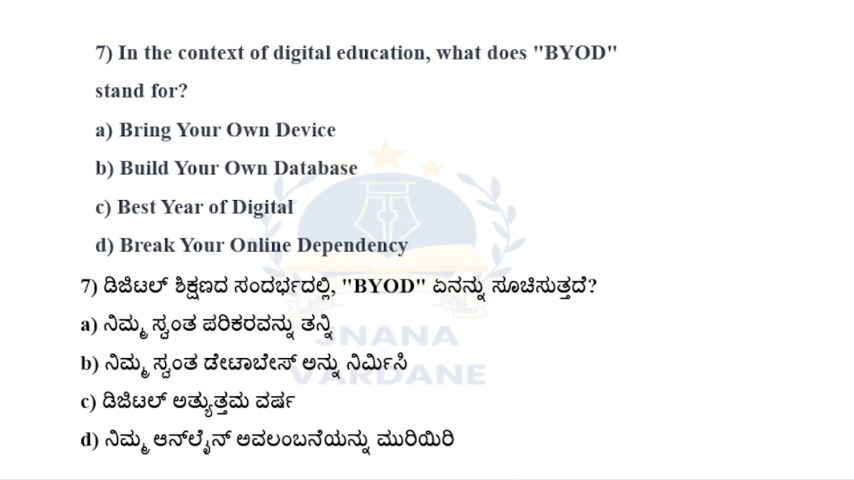 7) In the context of digital education, what does "BYOD"
stand for?
a) Bring Your Own Device
b) Build Your Own Database
c) Best Year of Digital
d) Break Your Online Dependency
7) ಡಿಜಿಟಲ್ ಶಿಕ್ಷಣದ ಸಂದರ್ಭದಲ್ಲಿ, "BYOD" ಏನನ್ನು ಸೂಚಿಸುತ್ತದೆ?
a) ನಿಮ್ಮ ಸ್ವಂತ ಪರಿಕರವನ್ನು ತನ್ನಿ
JNANA
b) ನಿಮ್ಮ ಸ್ವಂತ ಡೇಟಾಬೇಸ್ ಅನ್ನು ನಿರ್ಮಿಸಿ
VARDANE
c) ಡಿಜಿಟಲ್ ಅತ್ಯುತ್ತಮ ವರ್ಷ
d) ನಿಮ್ಮ ಆನ್‌ಲೈನ್ ಅವಲಂಬನೆಯನ್ನು ಮುರಿಯಿರಿ